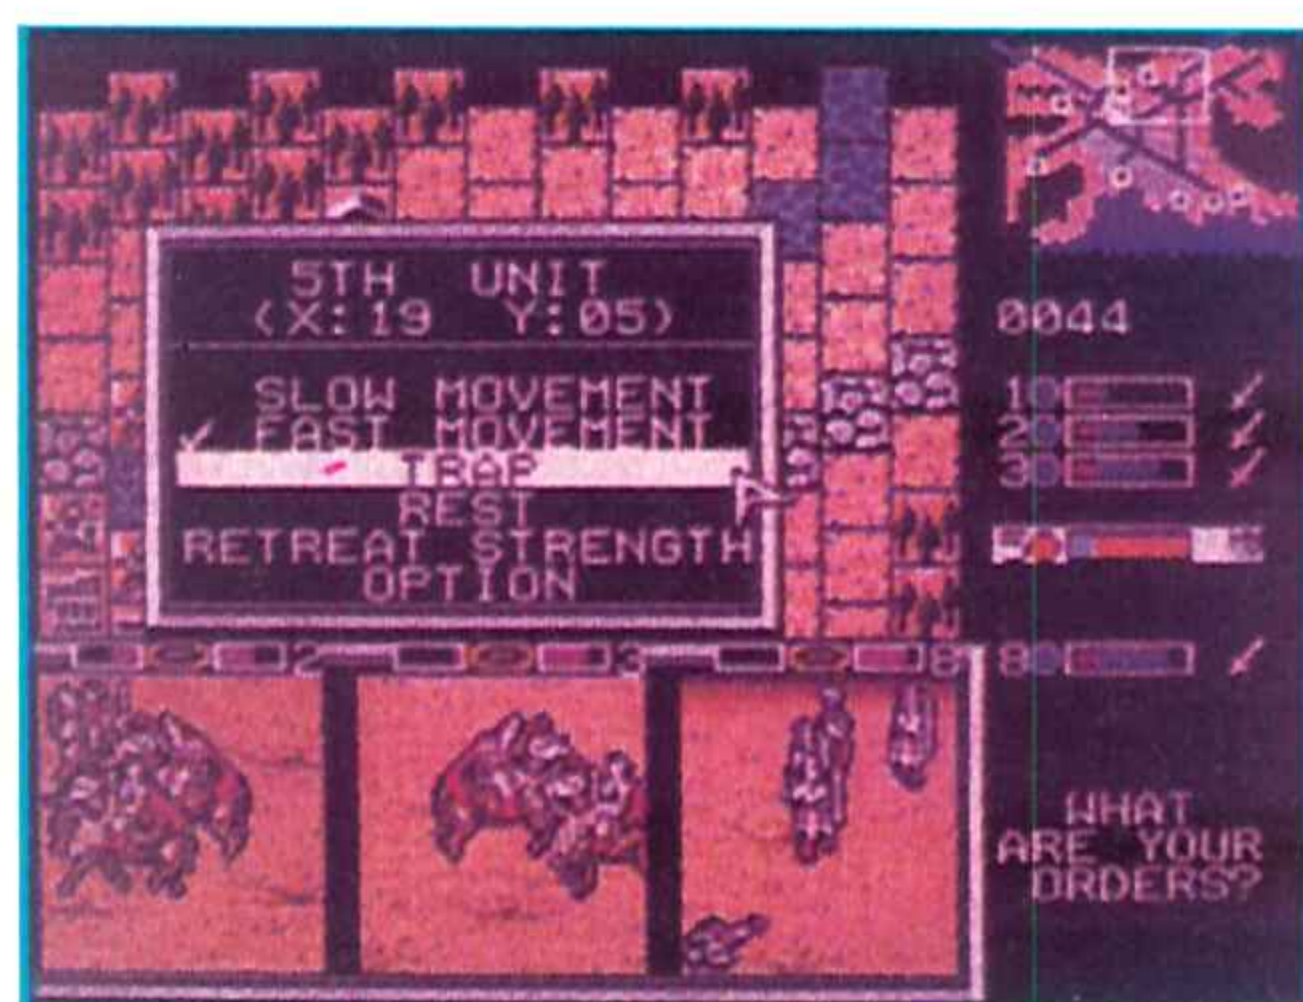 5TH UNIT
(X:19 Y:05)
SLOW MOVEMENT
FAST MOVEMENT
TRAP
REST
RETREAT STRENGTH
OPTION
0044
1
2
3
8
2
3
8
WHAT
ARE YOUR
ORDERS?